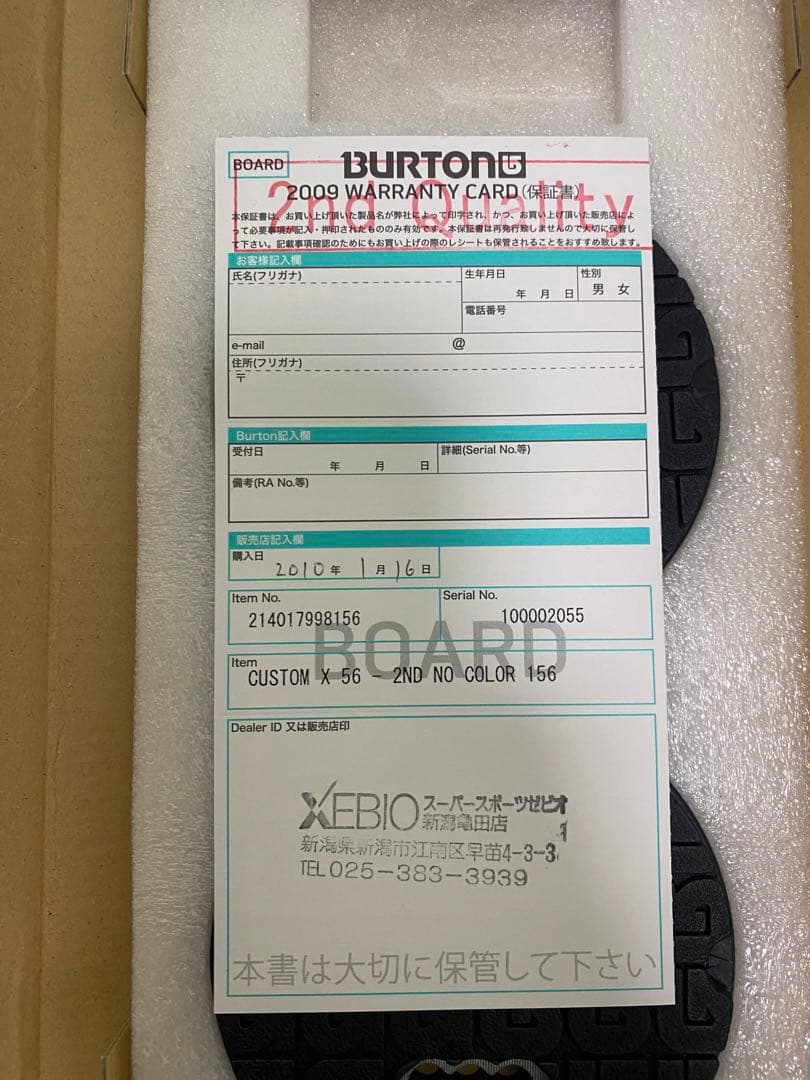 BOARD
BURTON
2009 WARRANTY CARD(保証書)
2nd Quality
本保証書は、お買い上げ頂いた製品名が弊社によって印字され、かつ、お買い上げ頂いた販売店によ
って必要事項が記入・押印されたもののみ有効です。本保証書は再発行致しませんので大切に保管し
て下さい。記載事項確認のためにもお買い上げの際のレシートも保管されることをおすすめ致します。
お客様記入欄
氏名(フリガナ)
生年月日
年 月 日
性別
男 女
電話番号
e-mail @
住所(フリガナ)
〒
Burton記入欄
受付日
年 月 日
詳細(Serial No.等)
備考(RA No.等)
販売店記入欄
購入日
2010年 1月 16日
Item No.
214017998156
Serial No.
100002055
BOARD
Item
CUSTOM X 56 - 2ND NO COLOR 156
Dealer ID 又は販売店印
XEBIO スーパースポーツゼビオ
新潟亀田店
新潟県新潟市江南区早苗4-3-3
TEL 025-383-3939
本書は大切に保管して下さい